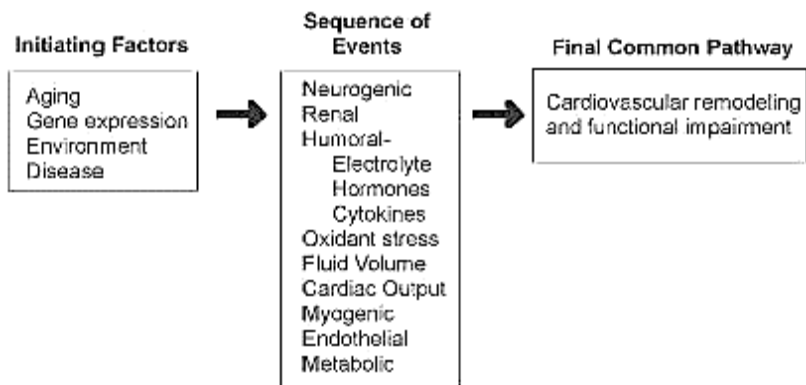 Initiating Factors
Aging
Gene expression
Environment
Disease
Sequence of
Events
Neurogenic
Renal
Humoral-
Electrolyte
Hormones
Cytokines
Oxidant stress
Fluid Volume
Cardiac Output
Myogenic
Endothelial
Metabolic
Final Common Pathway
Cardiovascular remodeling
and functional impairment